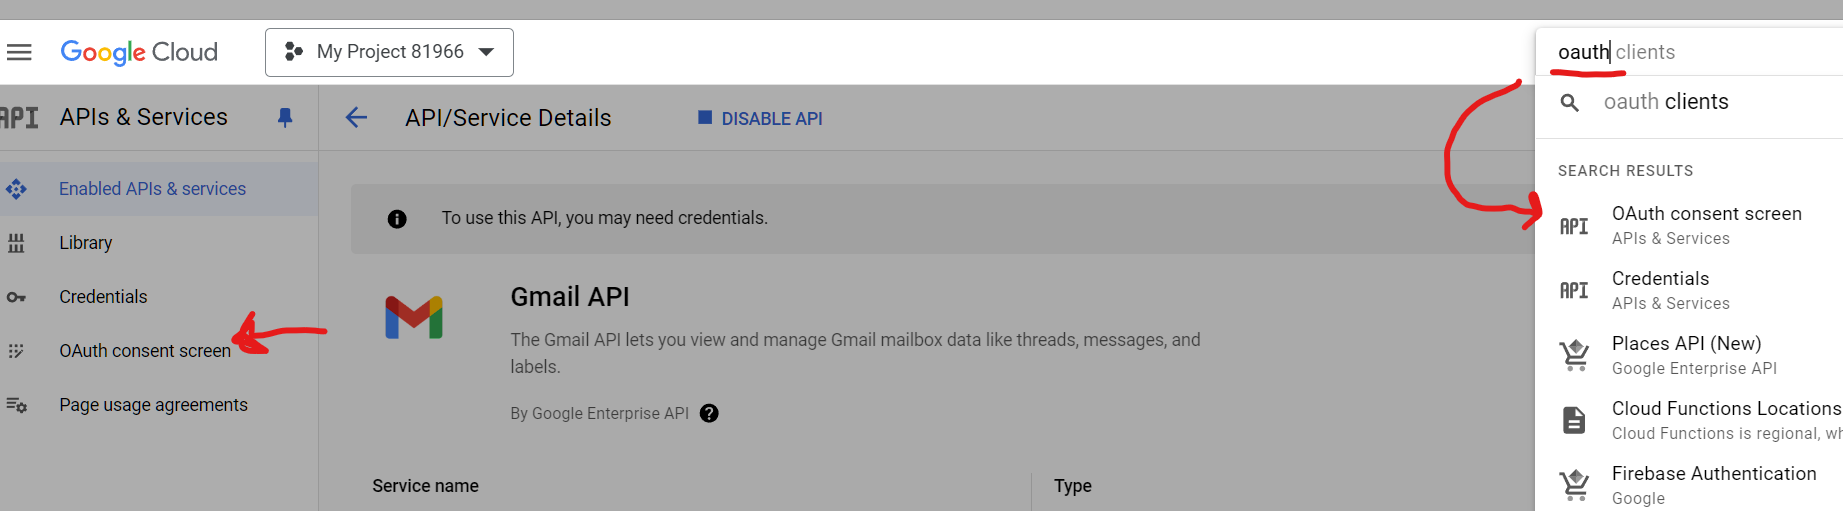 Google Cloud
My Project 81966
oauth clients
oauth clients
API
APIs & Services
API/Service Details
DISABLE API
SEARCH RESULTS
Enabled APIs & services
Library
Credentials
OAuth consent screen
Page usage agreements
To use this API, you may need credentials.
Gmail API
The Gmail API lets you view and manage Gmail mailbox data like threads, messages, and
labels.
By Google Enterprise API
Service name
Type
API
OAuth consent screen
APIs & Services
API
Credentials
APIs & Services
Places API (New)
Google Enterprise API
Cloud Functions Locations
Cloud Functions is regional, wh
Firebase Authentication
Google